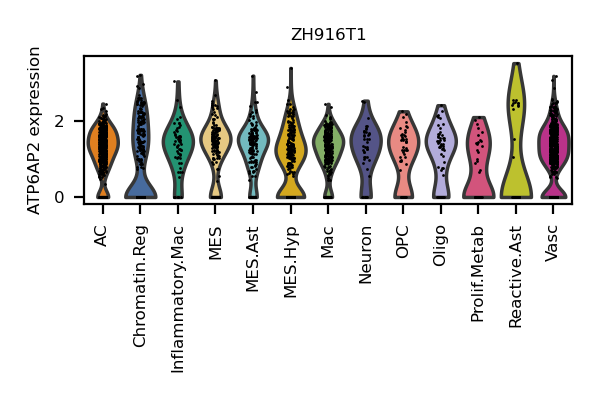 ZH916T1
ATP6AP2 expression
2
0
AC
Chromatin.Reg
Inflammatory.Mac
MES
MES.Ast
MES.Hyp
Mac
Neuron
OPC
Oligo
Prolif.Metab
Reactive.Ast
Vasc